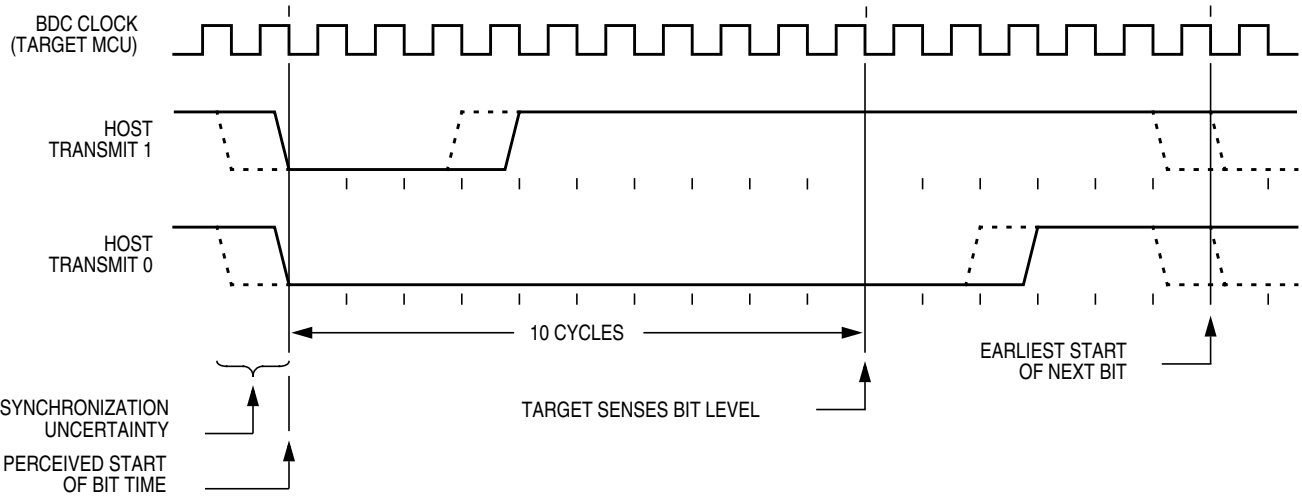 BDC CLOCK
(TARGET MCU)
HOST
TRANSMIT 1
HOST
TRANSMIT 0
10 CYCLES
EARLIEST START
OF NEXT BIT
SYNCHRONIZATION
UNCERTAINTY
TARGET SENSES BIT LEVEL
PERCEIVED START
OF BIT TIME